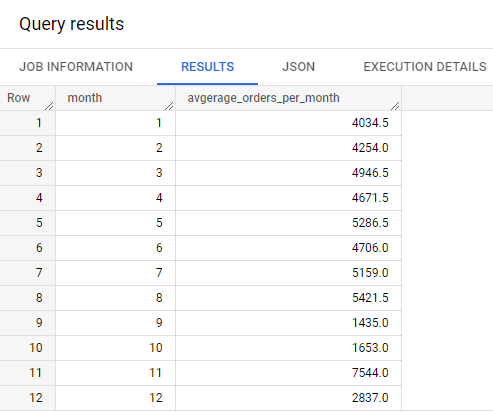 Query results
JOB INFORMATION RESULTS JSON EXECUTION DETAILS
Row month avgerage_orders_per_month
1 1 4034.5
2 2 4254.0
3 3 4946.5
4 4 4671.5
5 5 5286.5
6 6 4706.0
7 7 5159.0
8 8 5421.5
9 9 1435.0
10 10 1653.0
11 11 7544.0
12 12 2837.0